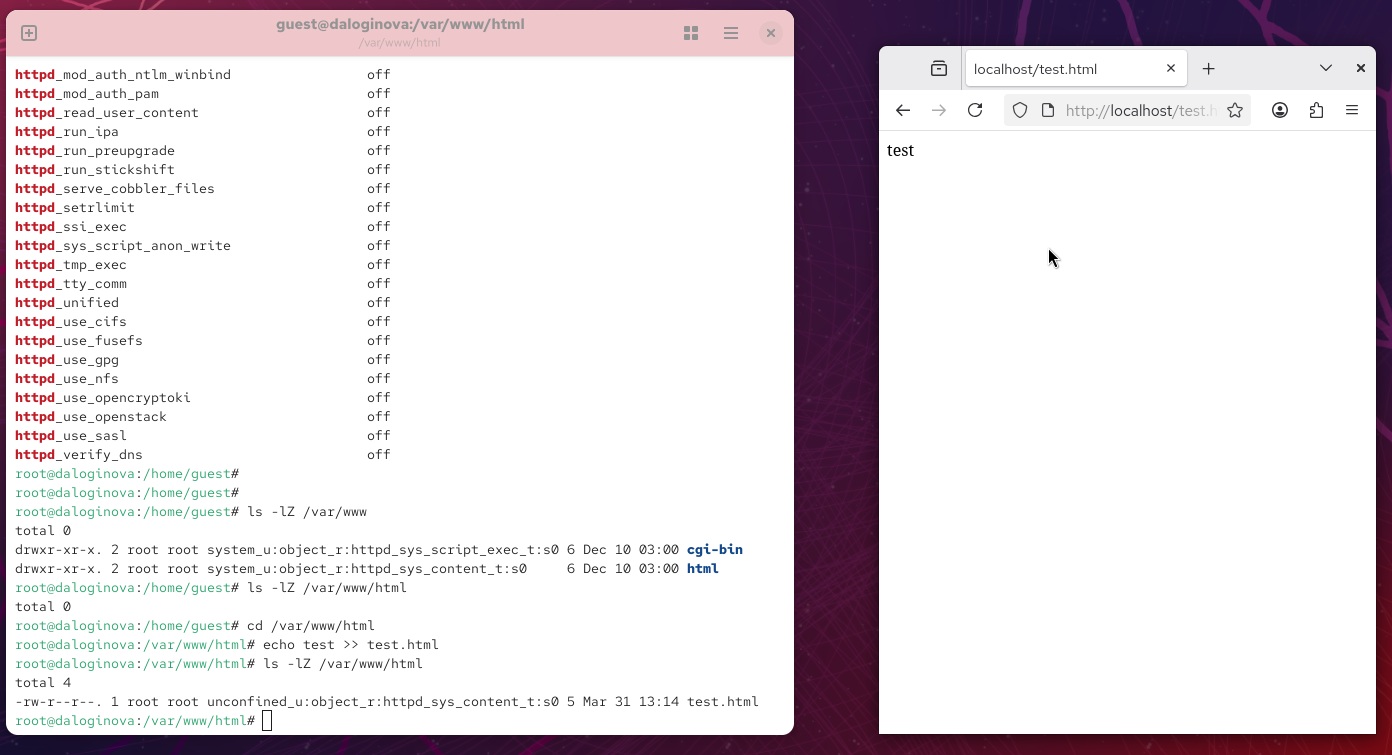 guest@daloginova:/var/www/html
/var/www/html
httpd_mod_auth_ntlm_winbind off
httpd_mod_auth_pam off
httpd_read_user_content off
httpd_run_ipa off
httpd_run_preupgrade off
httpd_run_stickshift off
httpd_serve_cobbler_files off
httpd_setrlimit off
httpd_ssi_exec off
httpd_sys_script_anon_write off
httpd_tmp_exec off
httpd_tty_comm off
httpd_unified off
httpd_use_cifs off
httpd_use_fusefs off
httpd_use_gpg off
httpd_use_nfs off
httpd_use_opencryptoki off
httpd_use_openstack off
httpd_use_sasl off
httpd_verify_dns off
root@daloginova:/home/guest#
root@daloginova:/home/guest#
root@daloginova:/home/guest# ls -lZ /var/www
total 0
drwxr-xr-x. 2 root root system_u:object_r:httpd_sys_script_exec_t:s0 6 Dec 10 03:00 cgi-bin
drwxr-xr-x. 2 root root system_u:object_r:httpd_sys_content_t:s0 6 Dec 10 03:00 html
root@daloginova:/home/guest# ls -lZ /var/www/html
total 0
root@daloginova:/home/guest# cd /var/www/html
root@daloginova:/var/www/html# echo test >> test.html
root@daloginova:/var/www/html# ls -lZ /var/www/html
total 4
-rw-r--r--. 1 root root unconfined_u:object_r:httpd_sys_content_t:s0 5 Mar 31 13:14 test.html
root@daloginova:/var/www/html#
localhost/test.html
http://localhost/test.h
test